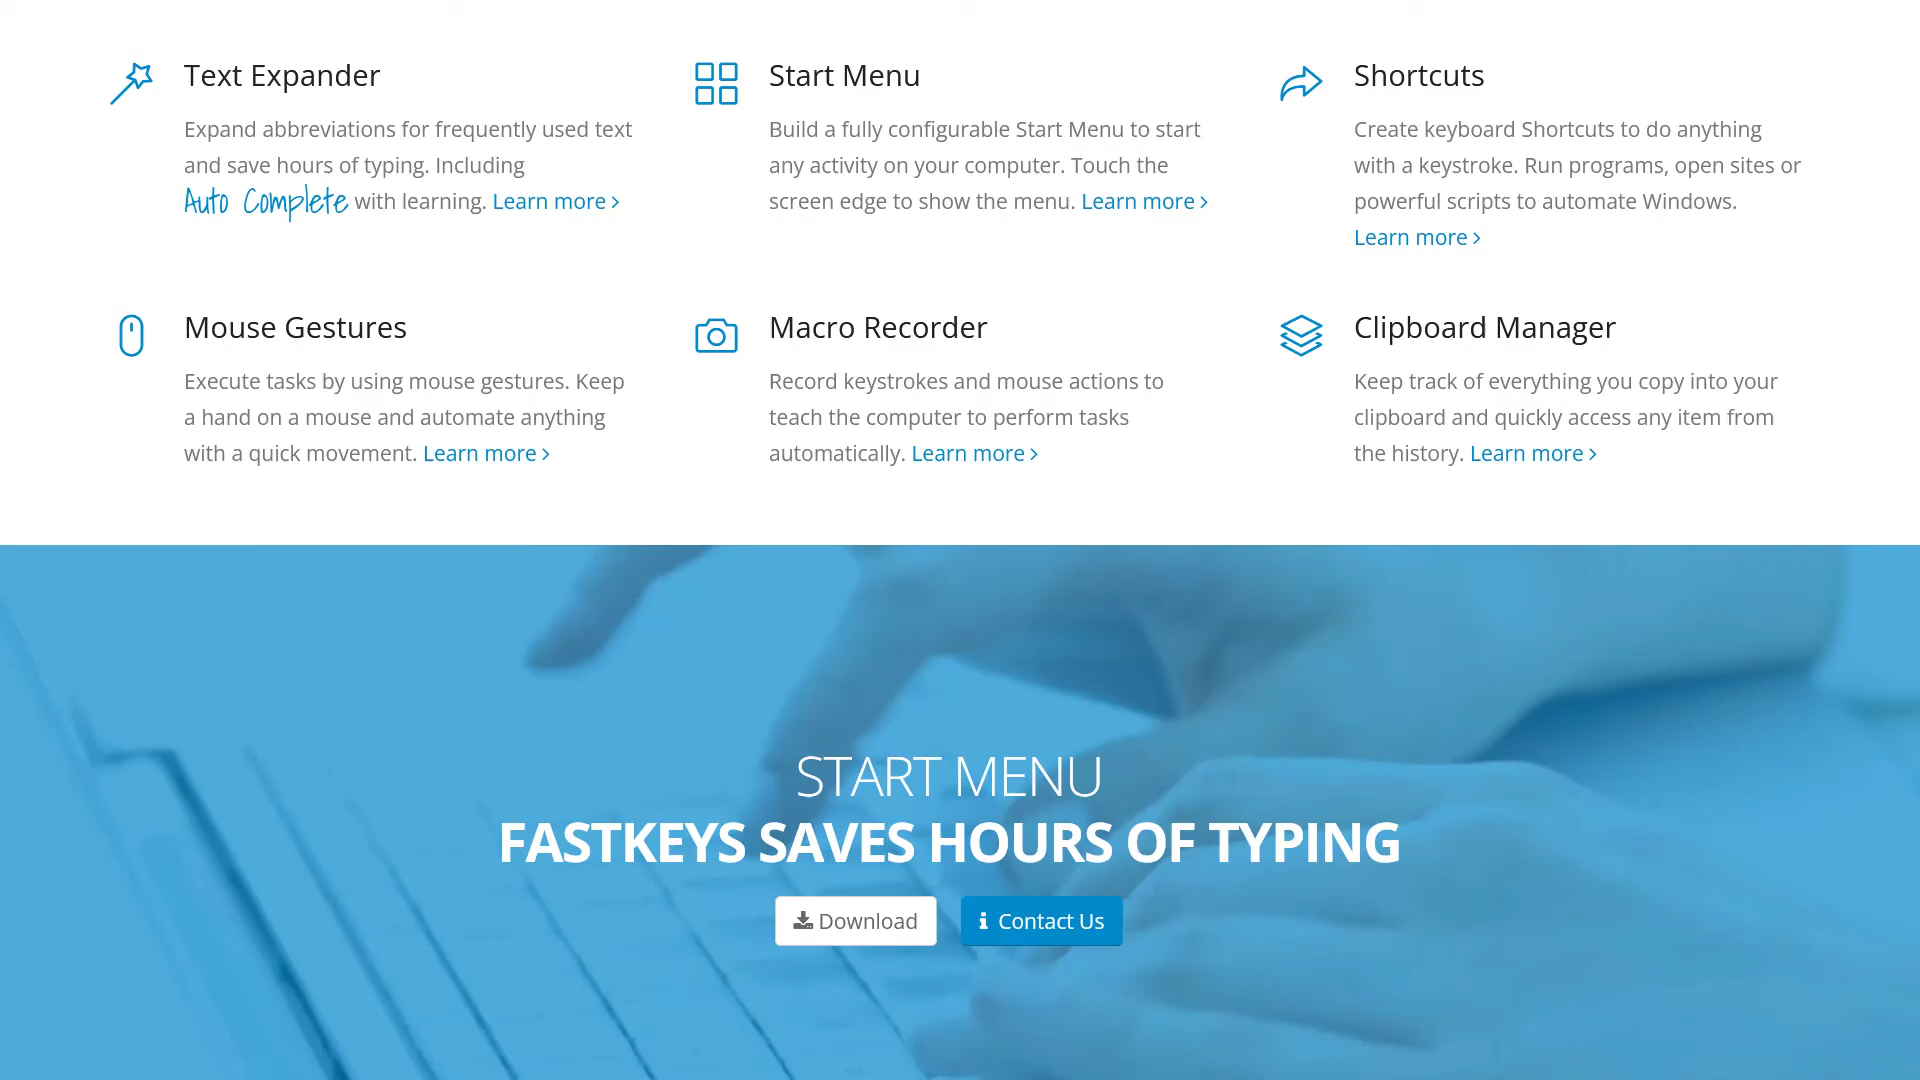 Text Expander
Expand abbreviations for frequently used text
and save hours of typing. Including
Auto Complete with learning. Learn more
Start Menu
Build a fully configurable Start Menu to start
any activity on your computer. Touch the
screen edge to show the menu. Learn more
Shortcuts
Create keyboard Shortcuts to do anything
with a keystroke. Run programs, open sites or
powerful scripts to automate Windows.
Learn more
Mouse Gestures
Execute tasks by using mouse gestures. Keep
a hand on a mouse and automate anything
with a quick movement. Learn more
Macro Recorder
Record keystrokes and mouse actions to
teach the computer to perform tasks
automatically. Learn more
Clipboard Manager
Keep track of everything you copy into your
clipboard and quickly access any item from
the history. Learn more
START MENU
FASTKEYS SAVES HOURS OF TYPING
Download
Contact Us